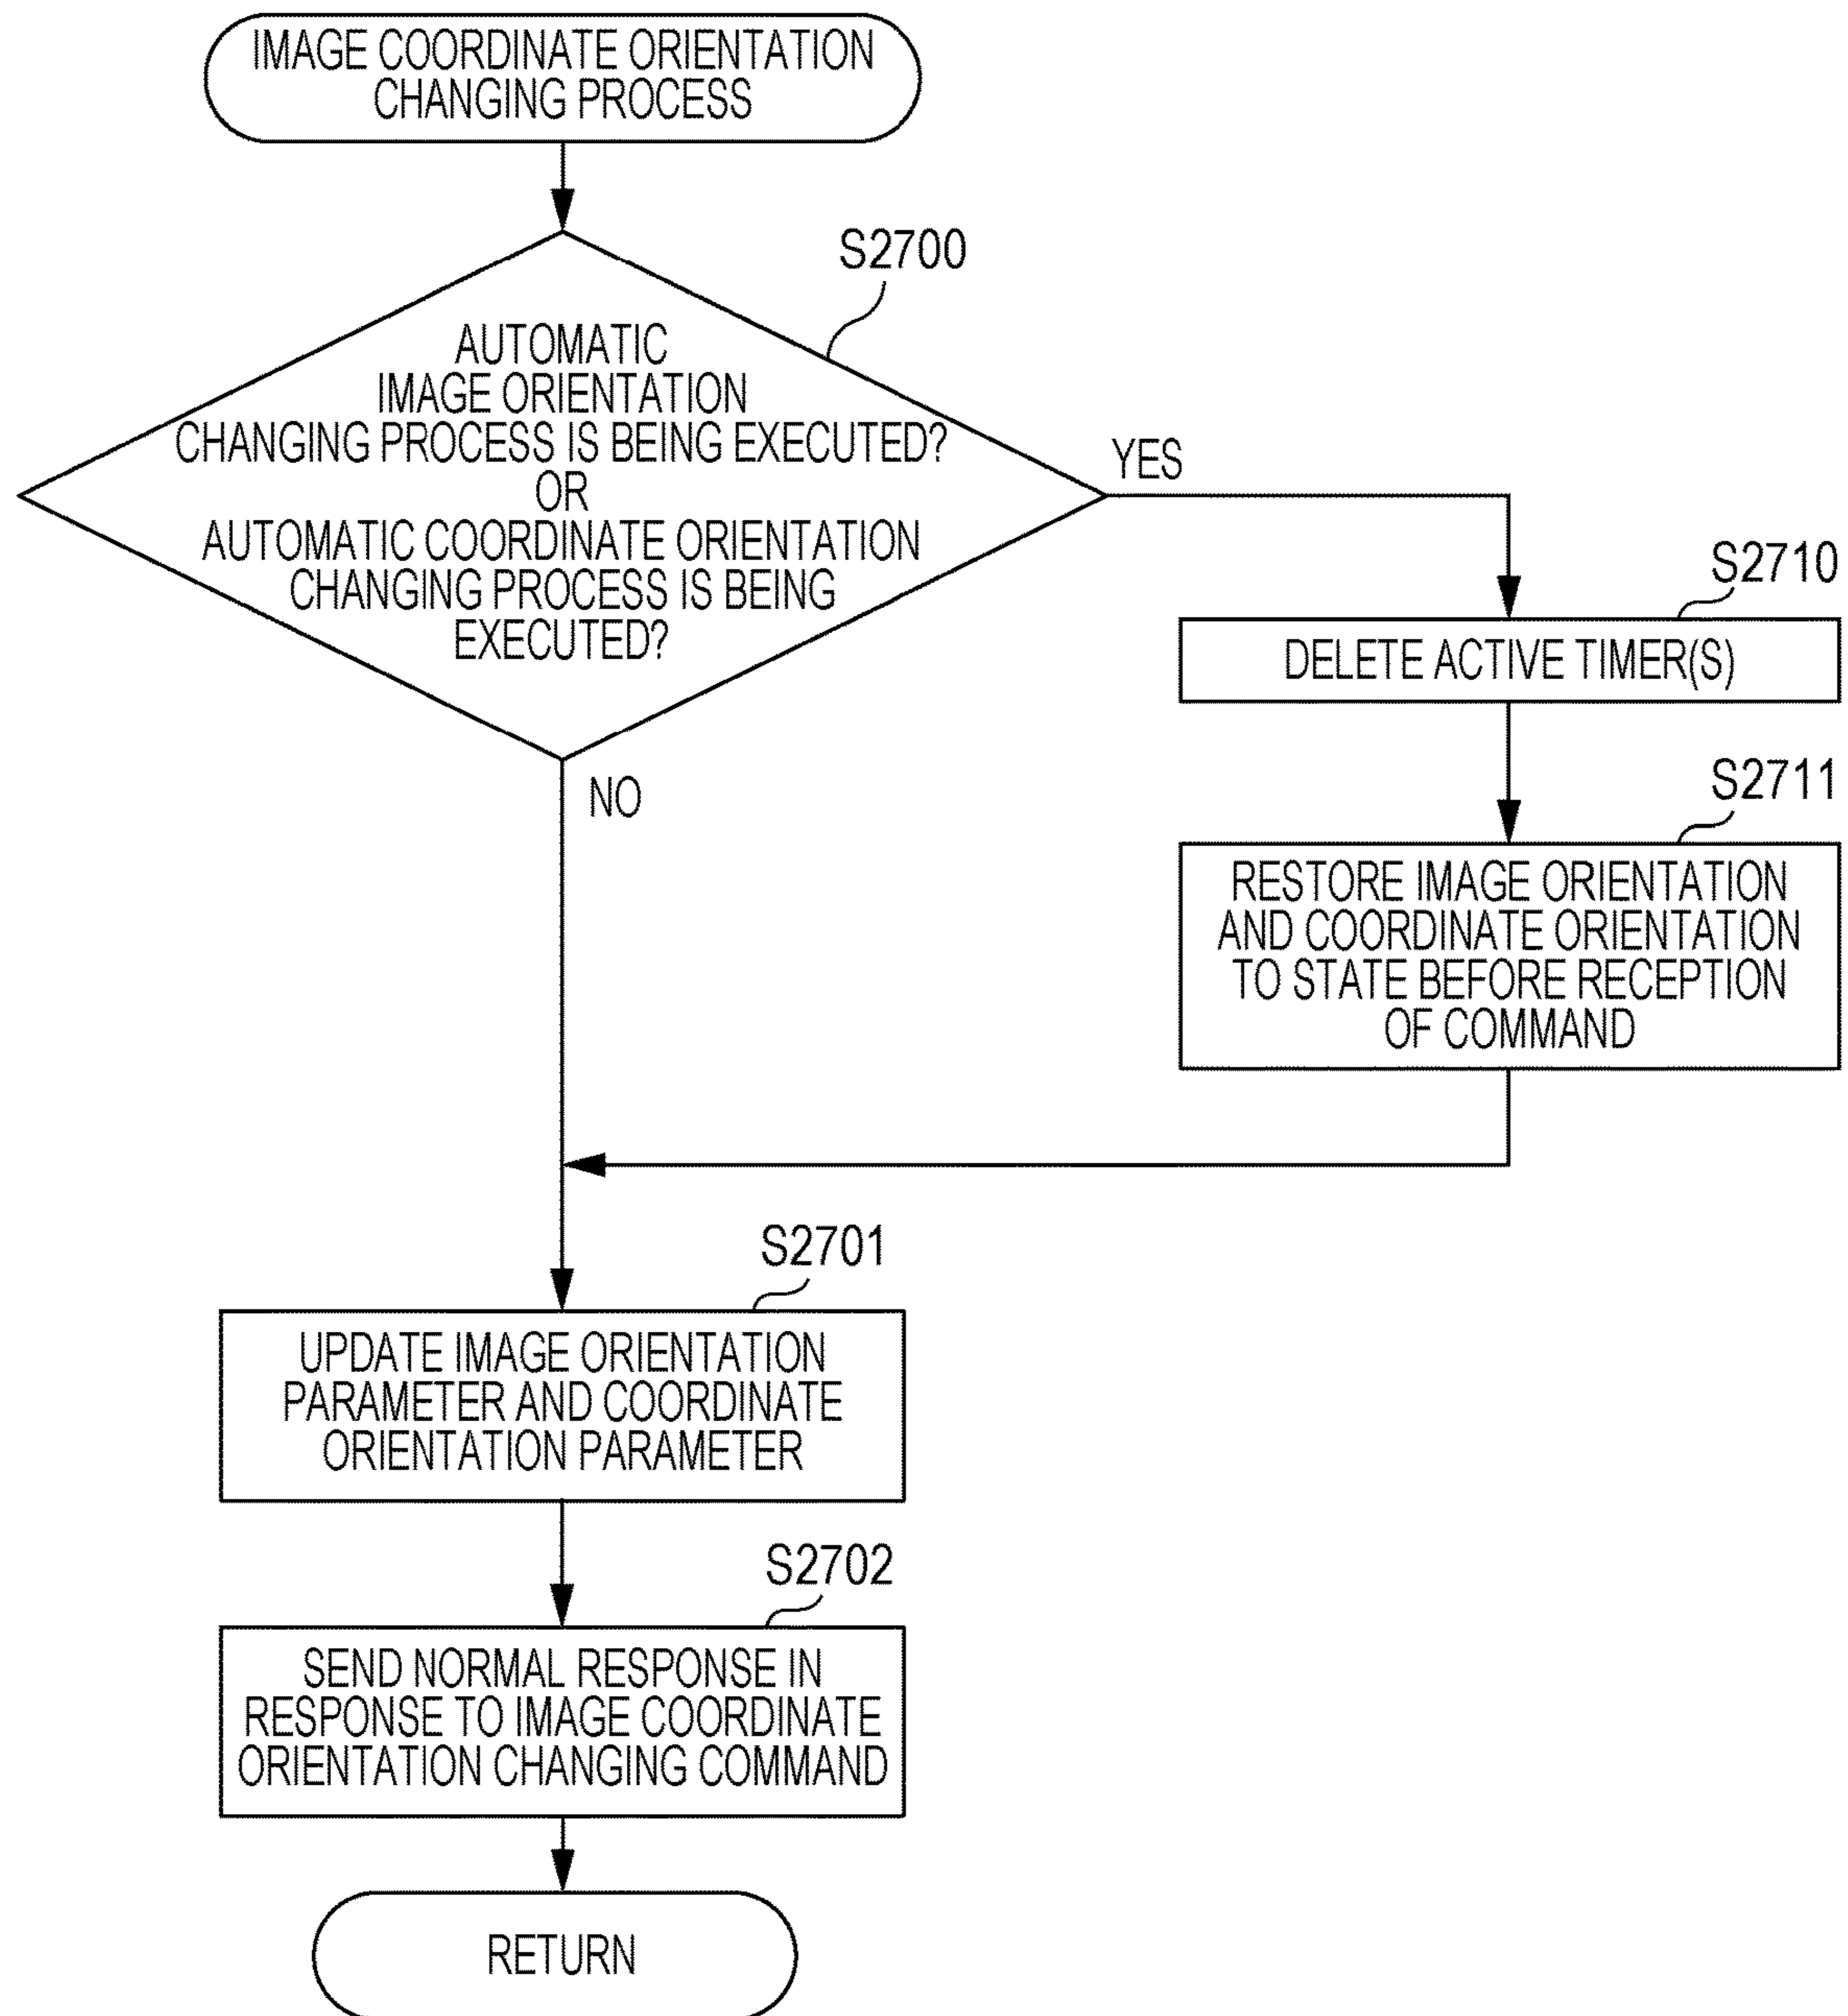 IMAGE COORDINATE ORIENTATION
CHANGING PROCESS
S2700
AUTOMATIC
IMAGE ORIENTATION
CHANGING PROCESS IS BEING EXECUTED?
OR
AUTOMATIC COORDINATE ORIENTATION
CHANGING PROCESS IS BEING
EXECUTED?
YES
NO
S2710
DELETE ACTIVE TIMER(S)
S2711
RESTORE IMAGE ORIENTATION
AND COORDINATE ORIENTATION
TO STATE BEFORE RECEPTION
OF COMMAND
S2701
UPDATE IMAGE ORIENTATION
PARAMETER AND COORDINATE
ORIENTATION PARAMETER
S2702
SEND NORMAL RESPONSE IN
RESPONSE TO IMAGE COORDINATE
ORIENTATION CHANGING COMMAND
RETURN